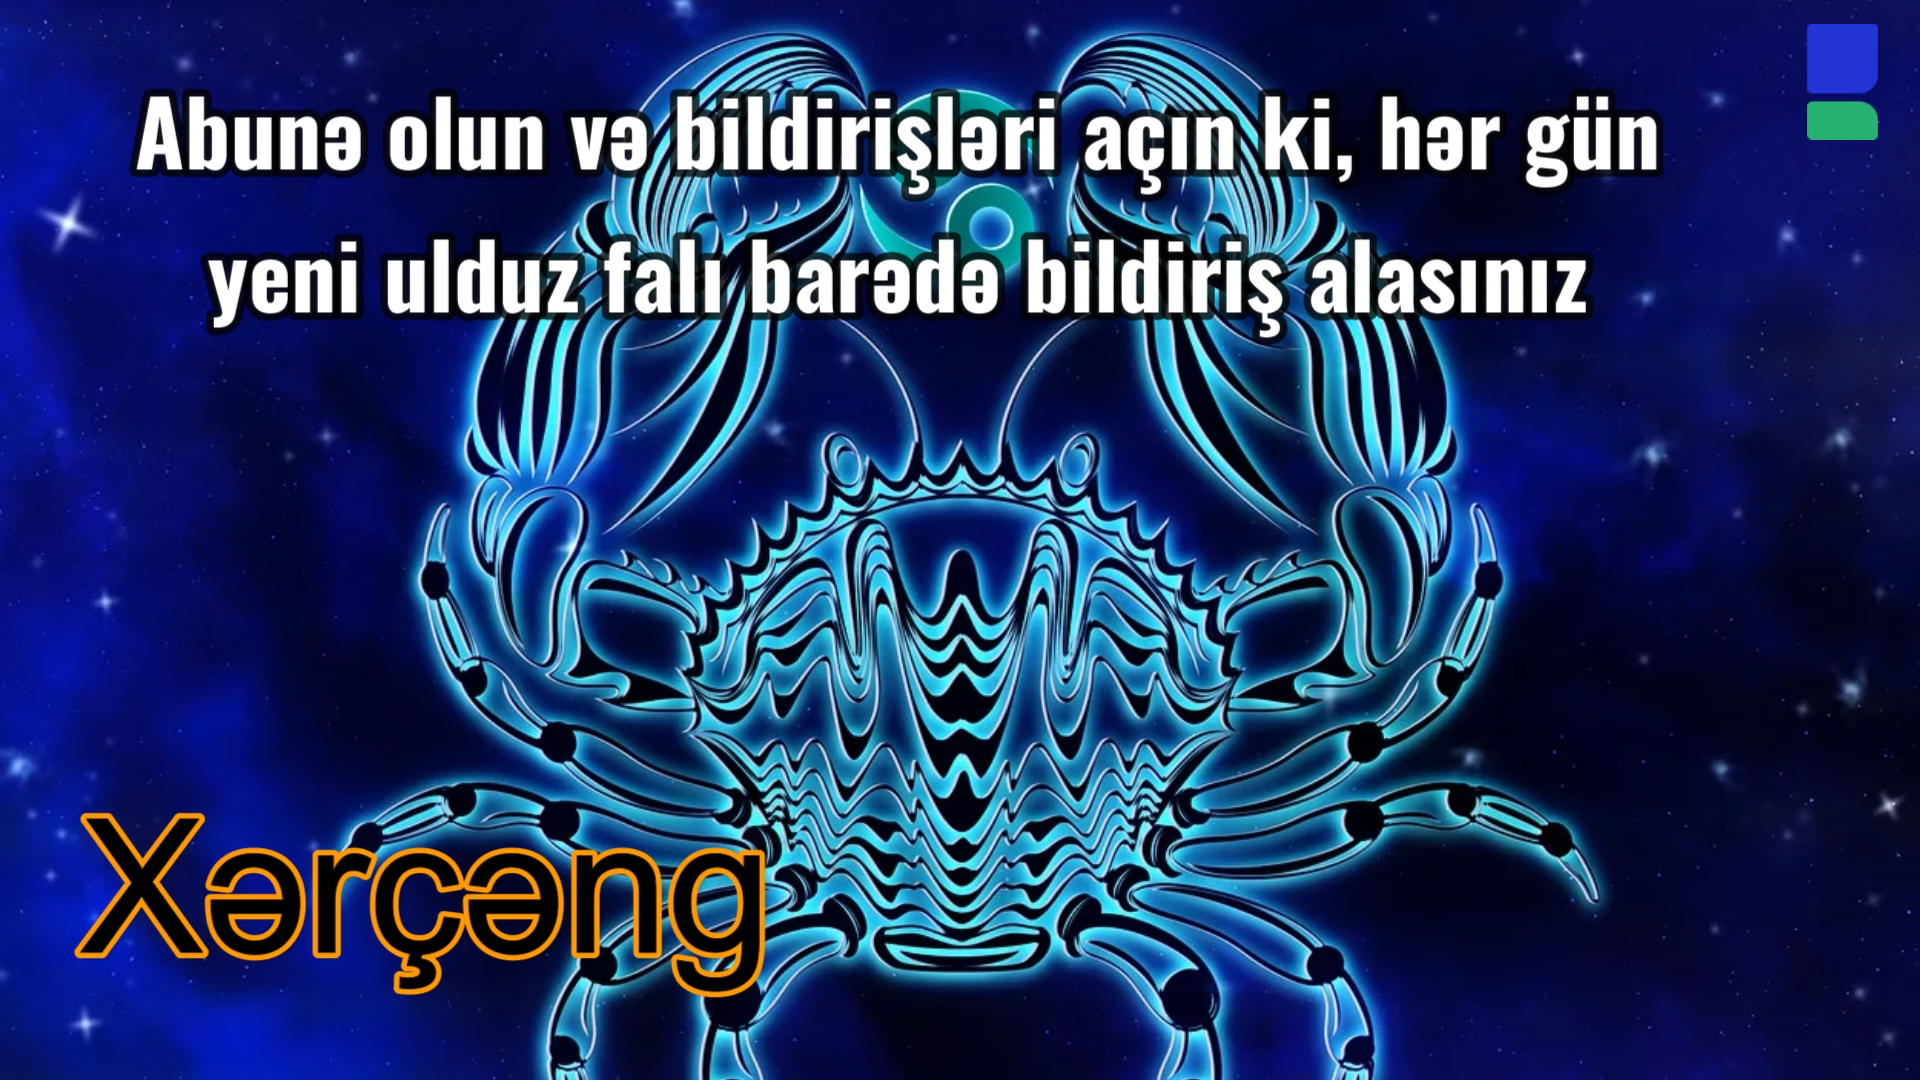 Abunə olun və bildirişləri açın ki, hər gün
yeni ulduz falı barədə bildiriş alasınız
Xərçəng